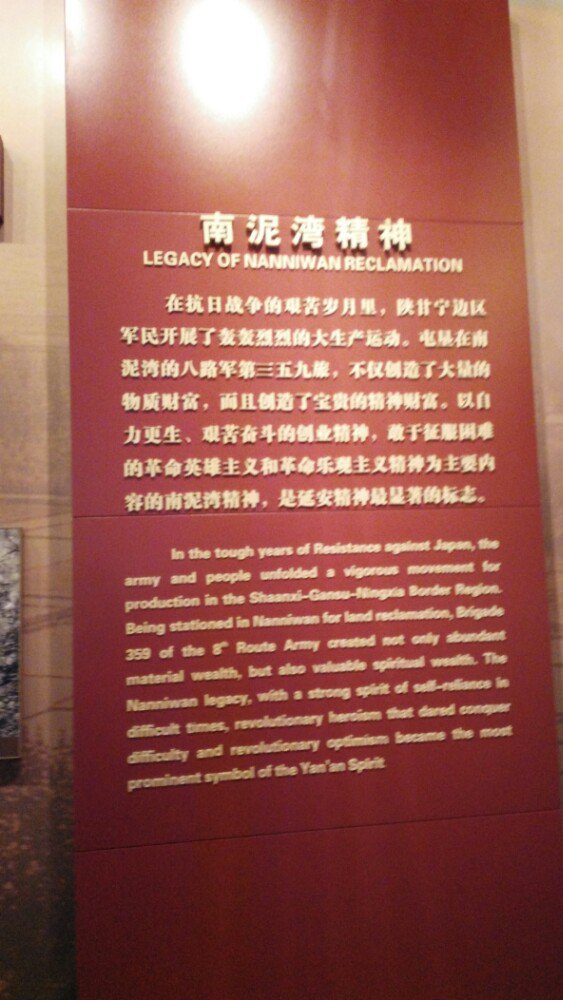 南泥湾精神
LEGACY OF NANNIWAN RECLAMATION
在抗日战争的艰苦岁月里，陕甘宁边区
军民开展了轰轰烈烈的大生产运动。屯垦在南
泥湾的八路军第三五九旅，不仅创造了大量的
物质财富，而且创造了宝贵的精神财富。以自
力更生、艰苦奋斗的创业精神，敢于征服困难
的革命英雄主义和革命乐观主义精神为主要内
容的南泥湾精神，是延安精神最显著的标志。
In the tough years of Resistance against Japan, the
army and people unfolded a vigorous movement for
production in the Shaanxi-Gansu-Ningxia Border Region.
Being stationed in Nanniwan for land reclamation, Brigade
359 of the 8th Route Army created not only abundant
material wealth, but also valuable spiritual wealth. The
Nanniwan legacy, with a strong spirit of self-reliance in
difficult times, revolutionary heroism that dared conquer
difficulty and revolutionary optimism became the most
prominent symbol of the Yan'an Spirit